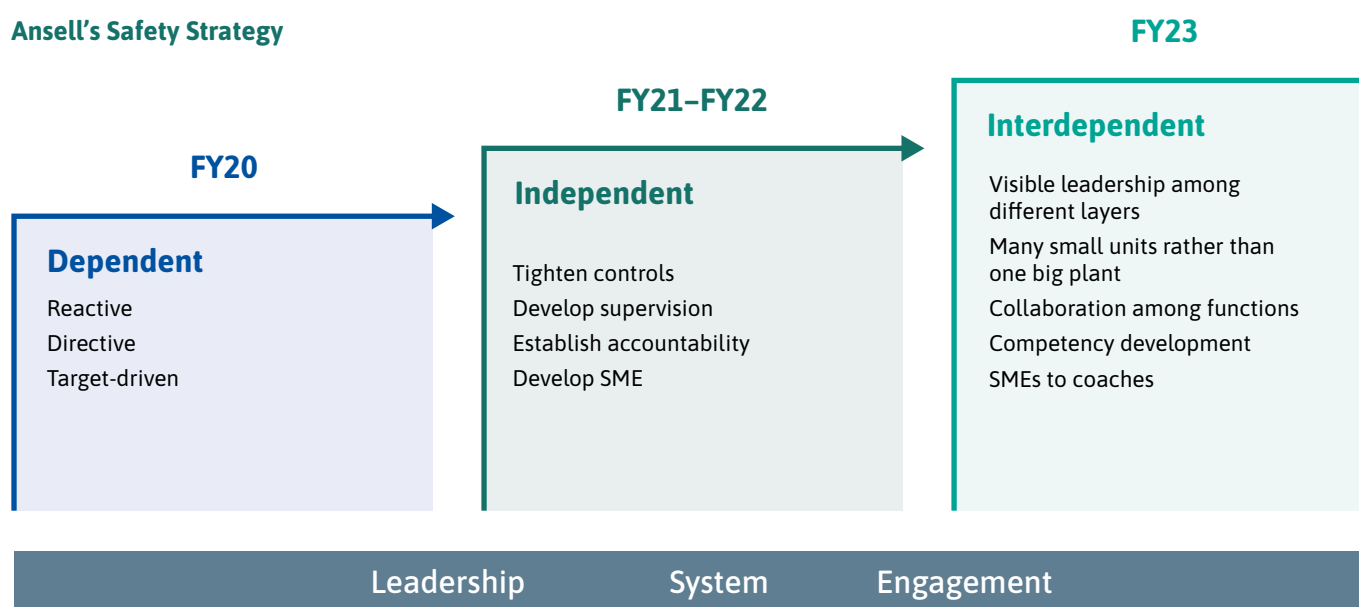 Ansell's Safety Strategy
FY20
Dependent
Reactive
Directive
Target-driven
FY21–FY22
Independent
Tighten controls
Develop supervision
Establish accountability
Develop SME
FY23
Interdependent
Visible leadership among
different layers
Many small units rather than
one big plant
Collaboration among functions
Competency development
SMEs to coaches
Leadership System Engagement